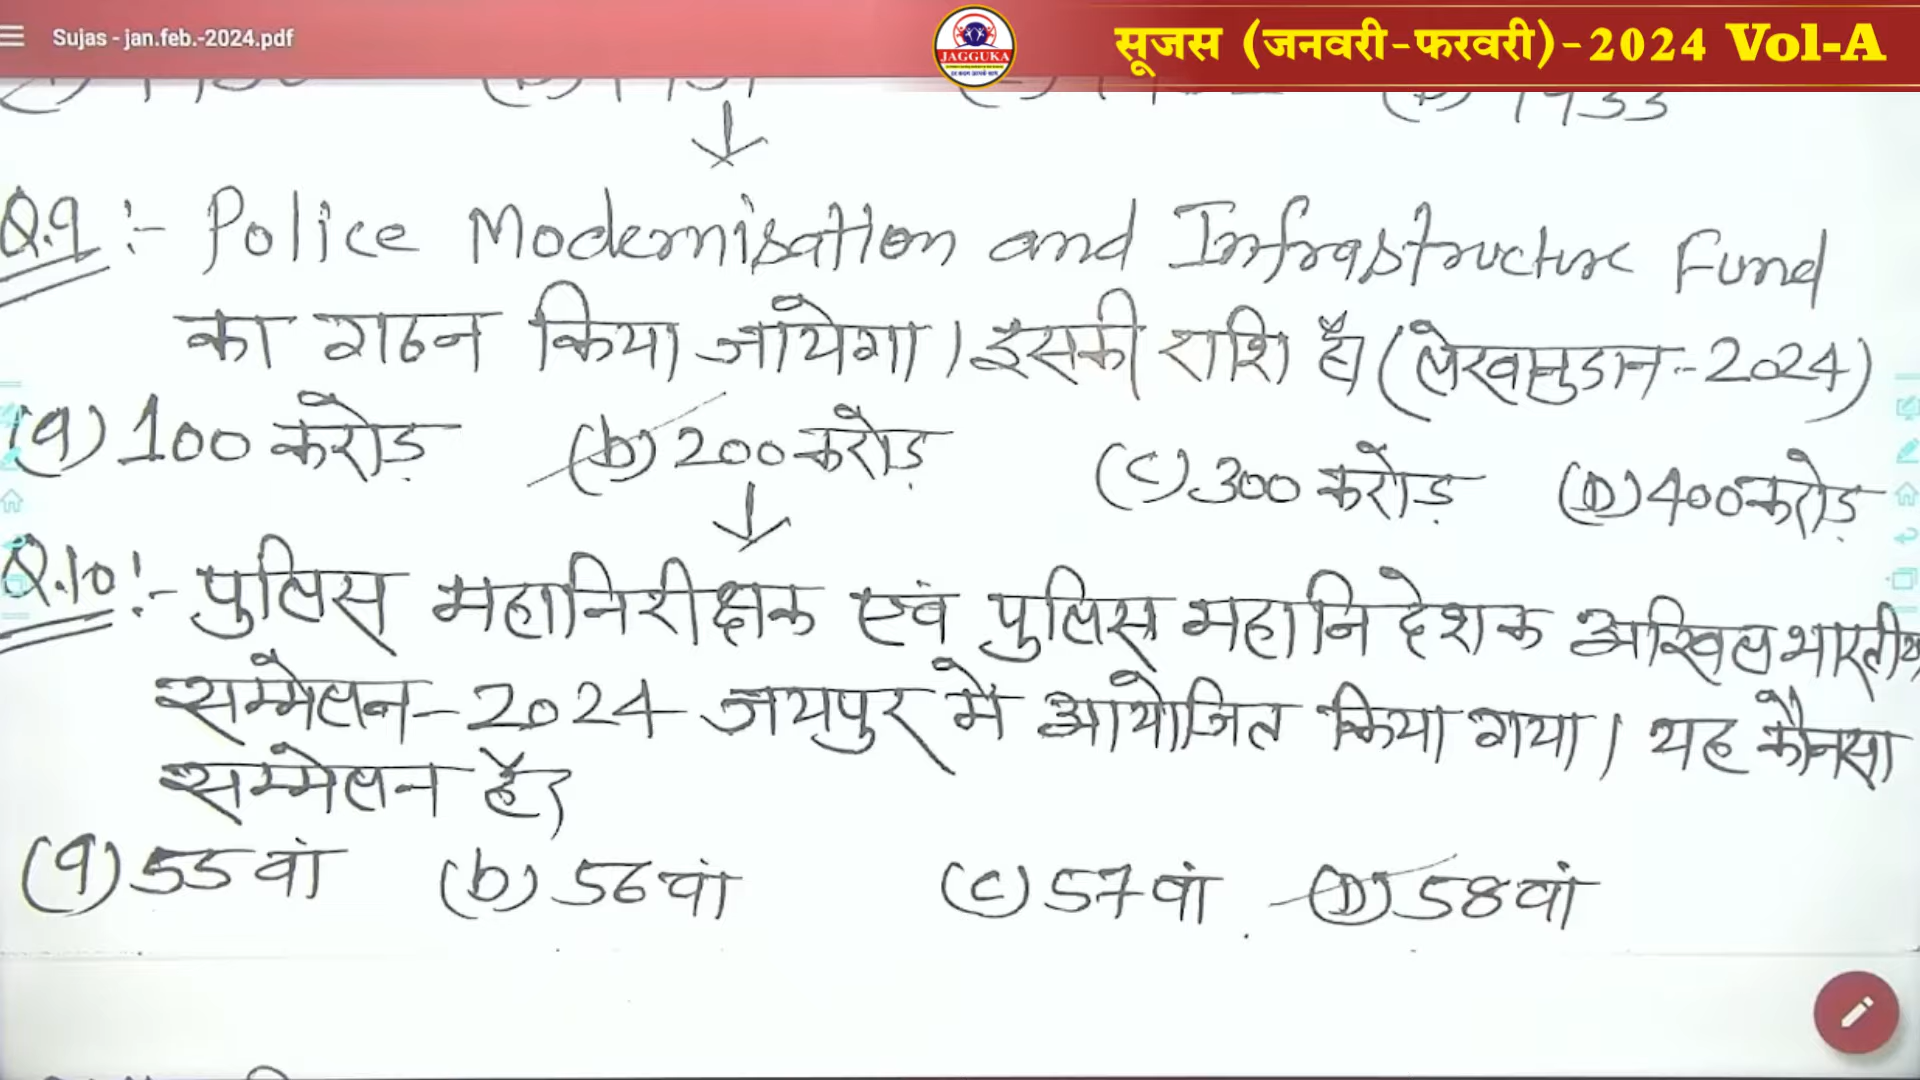 Sujas - jan.feb.-2024.pdf
JAGGUKA
सूजस (जनवरी-फरवरी)-2024 Vol-A
(D) 1933
Q.9 :- Police Modernisation and Infrastructure Fund
का गठन किया जायेगा। इसकी राशि है (लेखानुदान-2024)
(a) 100 करोड़ (b) 200 करोड़ (C) 300 करोड़ (D) 400 करोड़
Q.10 :- पुलिस महानिरीक्षक एवं पुलिस महानिदेशक अखिल भारतीय
सम्मेलन-2024 जयपुर में आयोजित किया गया। यह कौनसा
सम्मेलन है?
(a) 55 वां (b) 56 वां (C) 57 वां (D) 58 वां